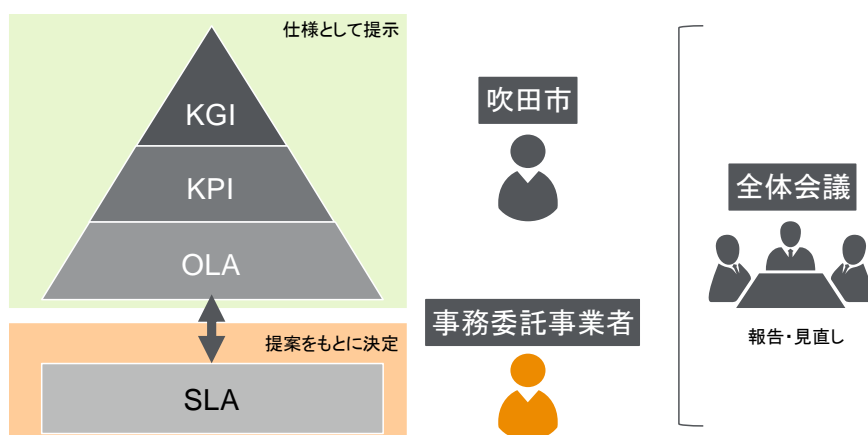 仕様として提示
KGI
KPI
OLA
提案をもとに決定
SLA
吹田市
事務委託事業者
全体会議
報告・見直し